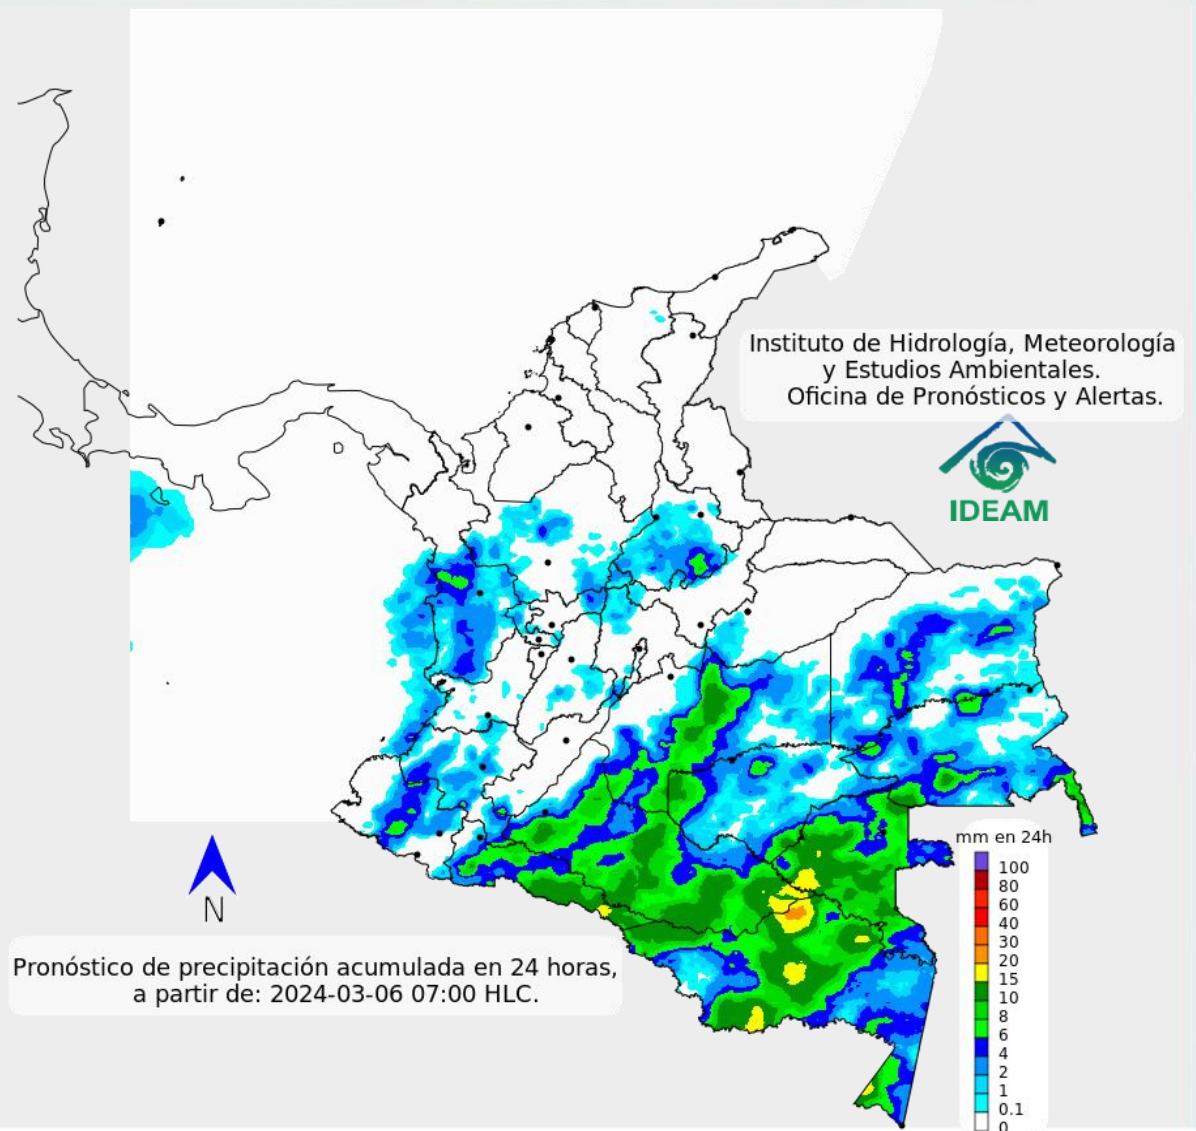 Instituto de Hidrología, Meteorología
y Estudios Ambientales.
Oficina de Pronósticos y Alertas.
IDEAM
mm en 24h
100
80
60
40
30
20
15
10
8
6
4
2
1
0.1
0
N
Pronóstico de precipitación acumulada en 24 horas,
a partir de: 2024-03-06 07:00 HLC.